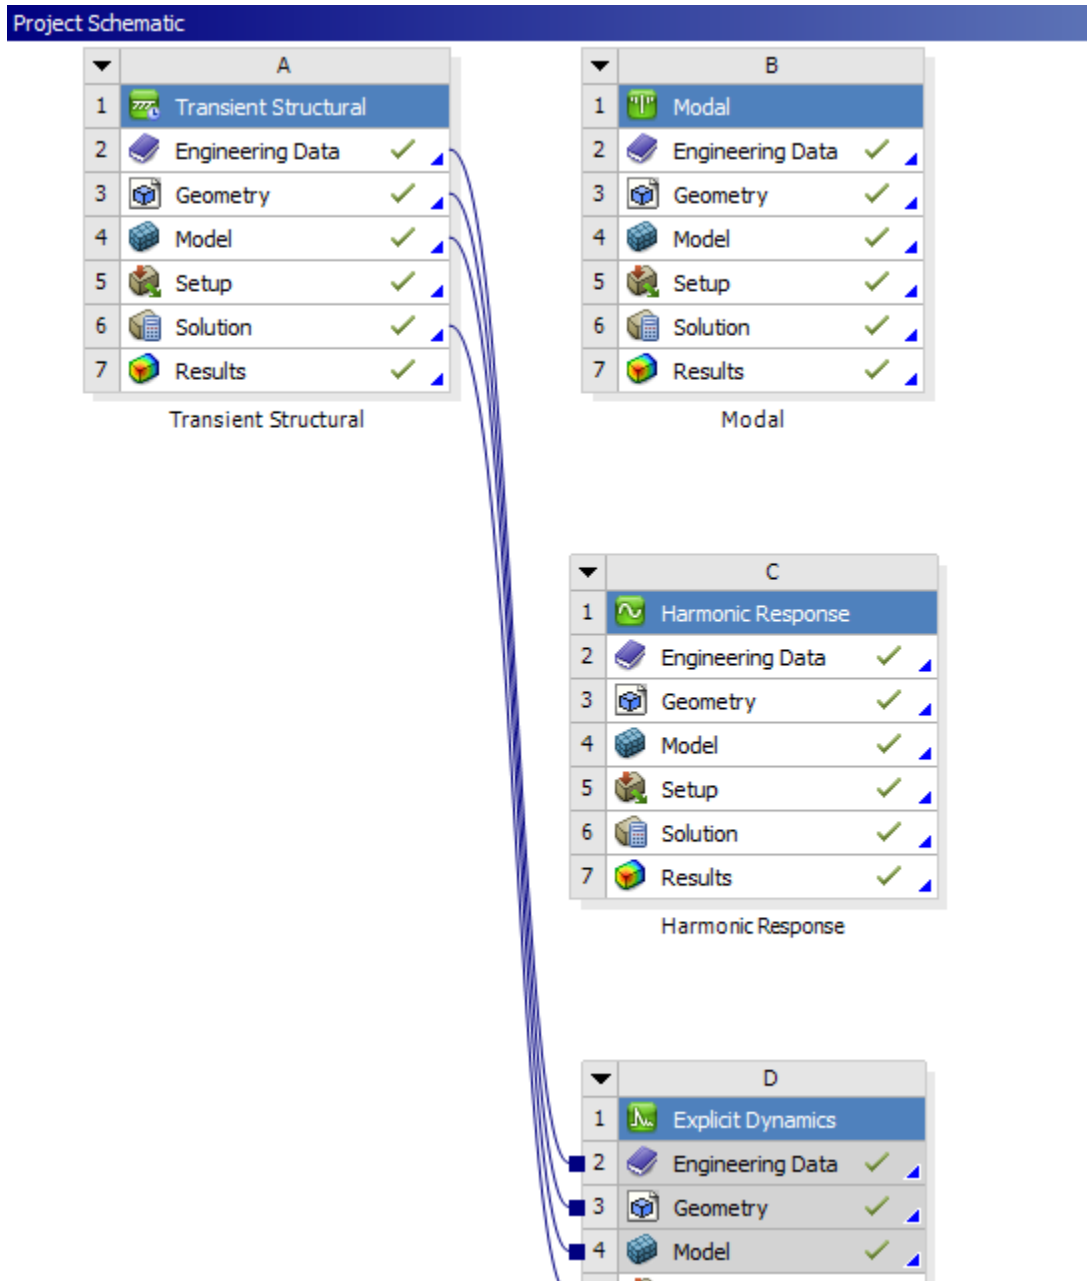 Project Schematic
A
1 Transient Structural
2 Engineering Data
3 Geometry
4 Model
5 Setup
6 Solution
7 Results
Transient Structural
B
1 Modal
2 Engineering Data
3 Geometry
4 Model
5 Setup
6 Solution
7 Results
Modal
C
1 Harmonic Response
2 Engineering Data
3 Geometry
4 Model
5 Setup
6 Solution
7 Results
Harmonic Response
D
1 Explicit Dynamics
2 Engineering Data
3 Geometry
4 Model